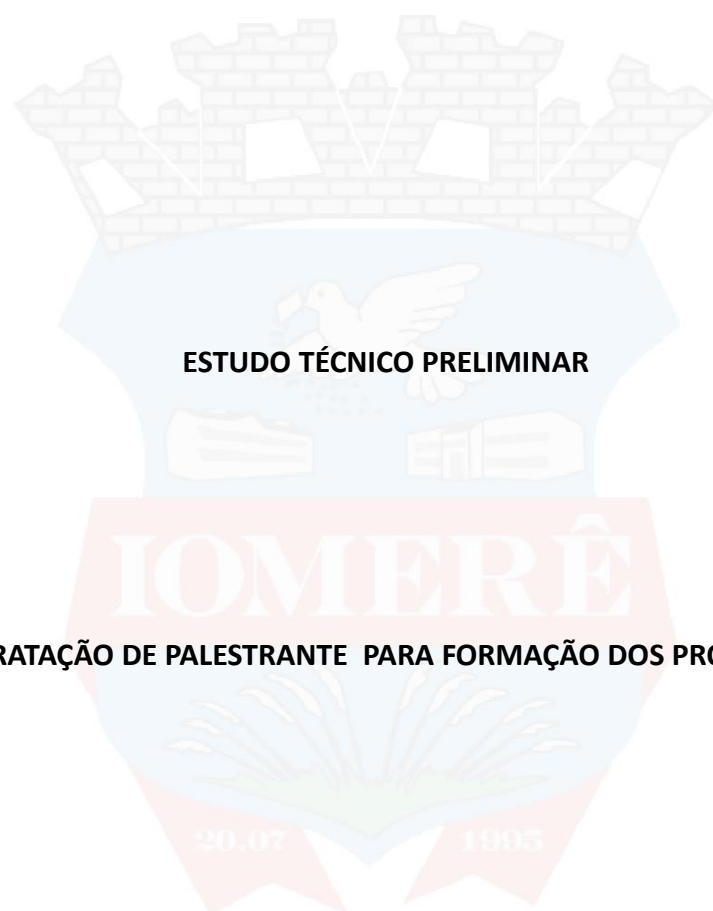 ESTUDO TÉCNICO PRELIMINAR
IOMERÊ
RATAÇÃO DE PALESTRANTE PARA FORMAÇÃO DOS PRO
20.07 1995